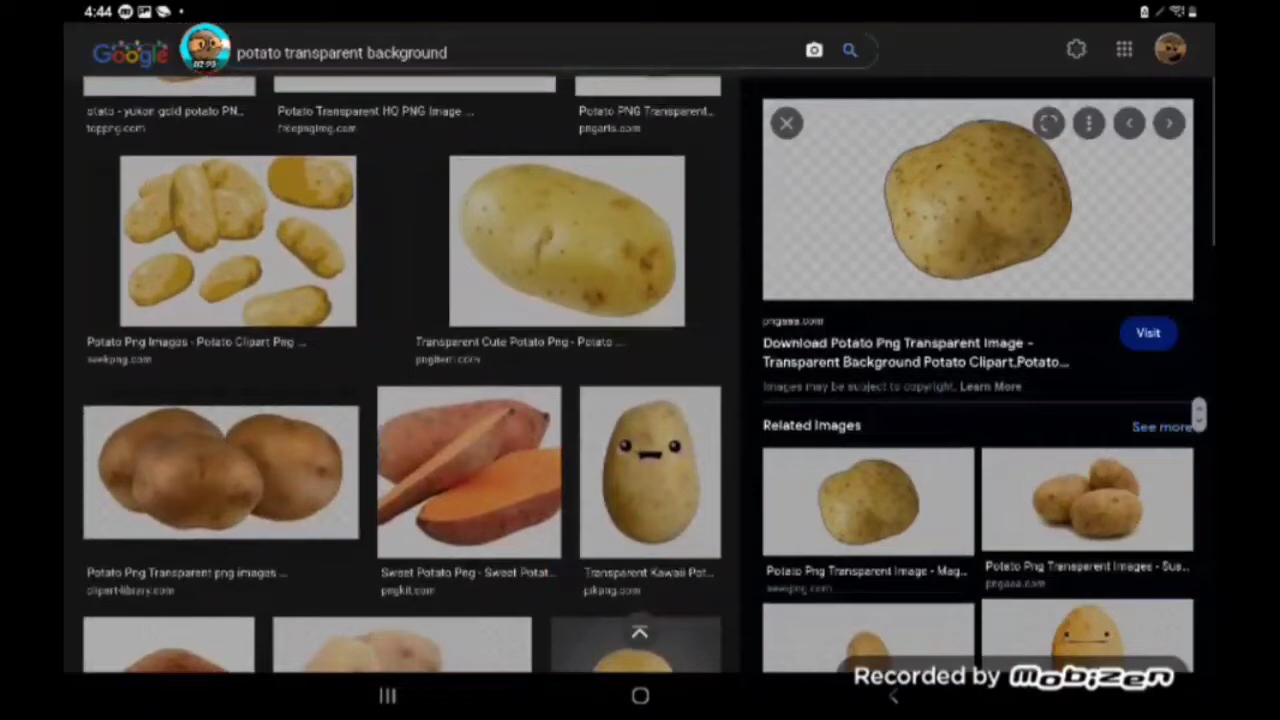 4:44
Google
potato transparent background
otato - yukon gold potato PN...
toppng.com
Potato Transparent HQ PNG Image ...
freepngimg.com
Potato PNG Transparent...
pngarts.com
Potato Png Images - Potato Clipart Png ...
seekpng.com
Transparent Cute Potato Png - Potato ...
pngitem.com
Potato Png Transparent png images ...
clipart-library.com
Sweet Potato Png - Sweet Potat...
pngkit.com
Transparent Kawaii Pot...
pikpng.com
pngaaa.com
Visit
Download Potato Png Transparent Image -
Transparent Background Potato Clipart,Potato...
Images may be subject to copyright. Learn More
Related Images
See more
Potato Png Transparent Image - Mag...
seekpng.com
Potato Png Transparent Images - Sus...
pngaaa.com
Recorded by mobizen